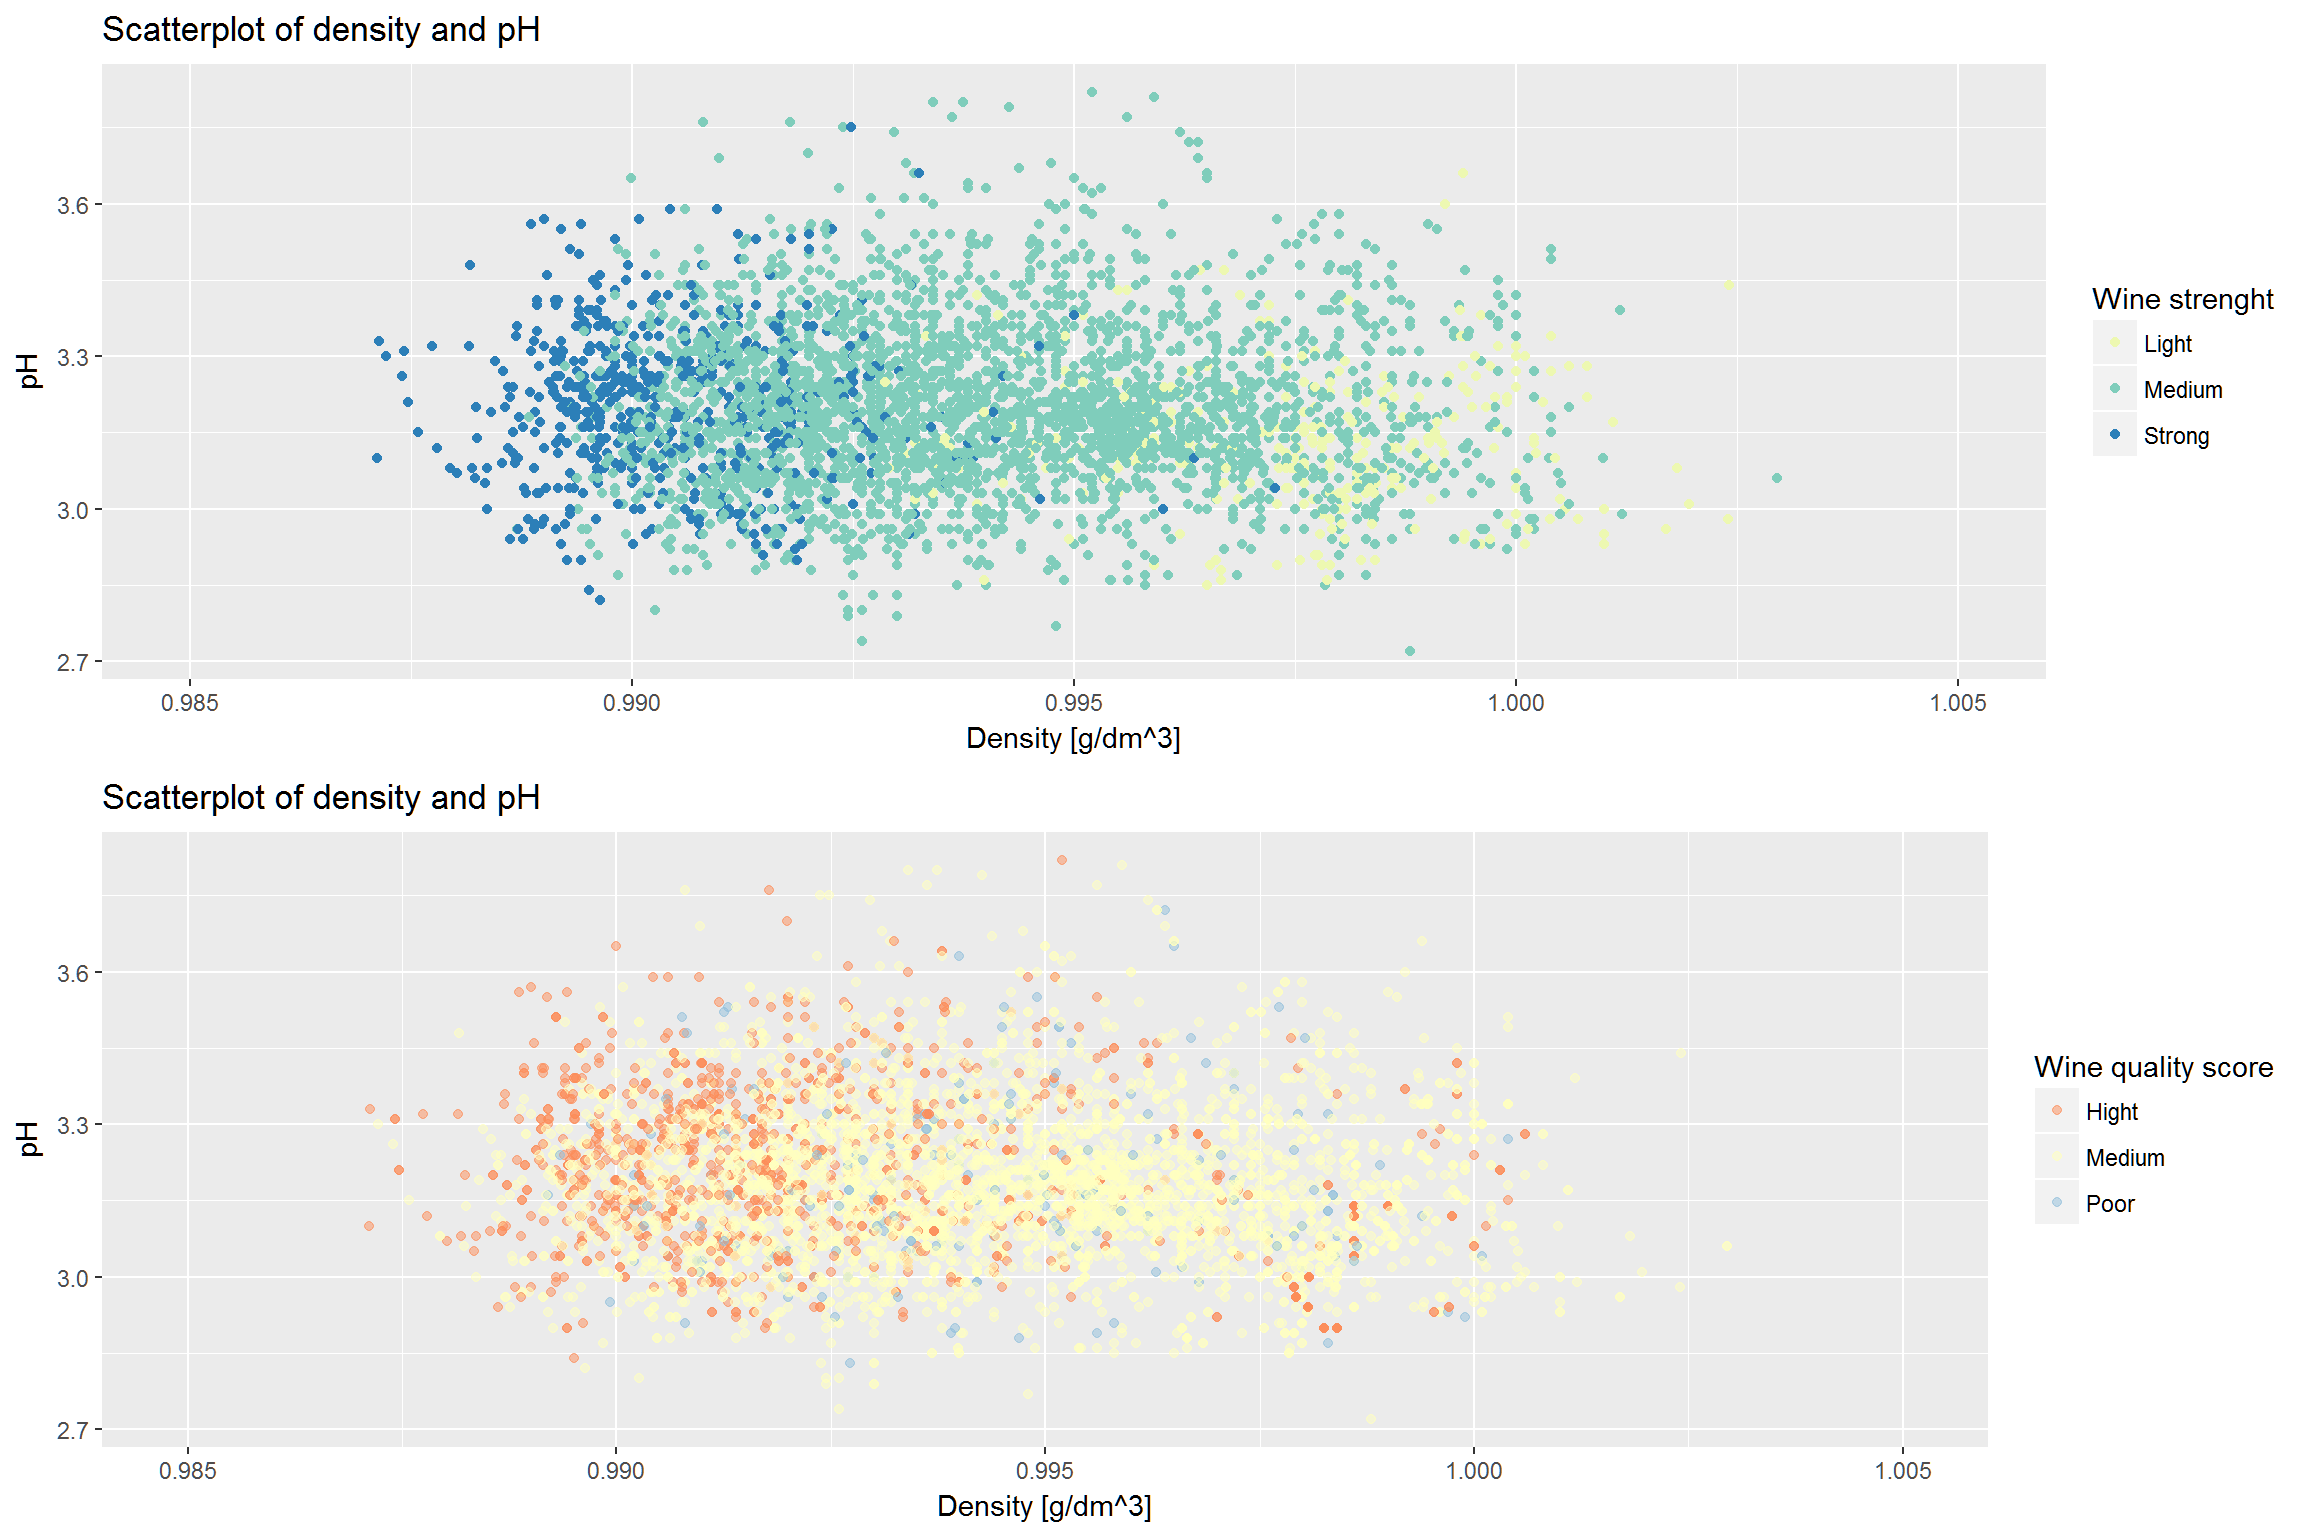 Scatterplot of density and pH
pH
3.6
3.3
3.0
2.7
0.985 0.990 0.995 1.000 1.005
Density [g/dm^3]
Wine strenght
Light
Medium
Strong
Scatterplot of density and pH
pH
3.6
3.3
3.0
2.7
0.985 0.990 0.995 1.000 1.005
Density [g/dm^3]
Wine quality score
Hight
Medium
Poor